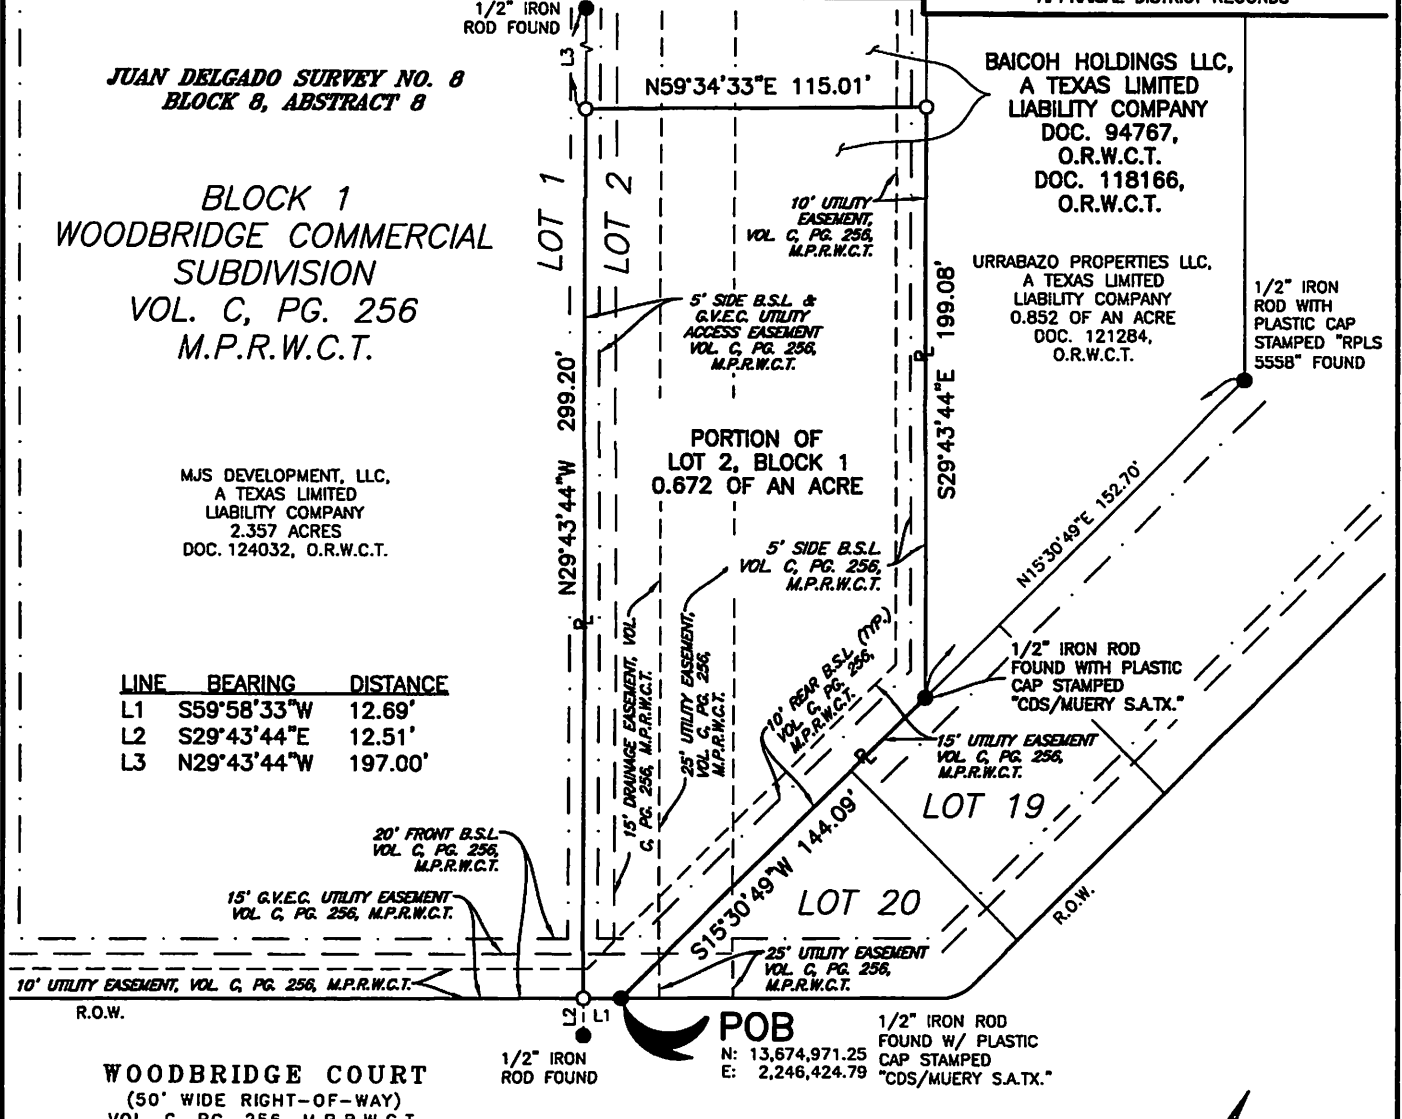 1/2" IRON
ROD FOUND
JUAN DELGADO SURVEY NO. 8
BLOCK 8, ABSTRACT 8
BLOCK 1
WOODBRIDGE COMMERCIAL
SUBDIVISION
VOL. C, PG. 256
M.P.R.W.C.T.
MJS DEVELOPMENT, LLC,
A TEXAS LIMITED
LIABILITY COMPANY
2.357 ACRES
DOC. 124032, O.R.W.C.T.
LINE BEARING DISTANCE
L1 S59°58'33"W 12.69'
L2 S29°43'44"E 12.51'
L3 N29°43'44"W 197.00'
20' FRONT B.S.L
VOL. C, PG. 256,
M.P.R.W.C.T.
15' G.V.E.C. UTILITY EASEMENT
VOL. C, PG. 256, M.P.R.W.C.T.
10' UTILITY EASEMENT, VOL. C, PG. 256, M.P.R.W.C.T.
R.O.W.
WOODBRIDGE COURT
(50' WIDE RIGHT-OF-WAY)
VOL. C, PG. 256, M.P.R.W.C.T.
L3
N59°34'33"E 115.01'
LOT 1
LOT 2
N29°43'44"W 299.20'
PL
10' UTILITY
EASEMENT,
VOL. C, PG. 256,
M.P.R.W.C.T.
5' SIDE B.S.L. &
G.V.E.C. UTILITY
ACCESS EASEMENT
VOL. C, PG. 256,
M.P.R.W.C.T.
PORTION OF
LOT 2, BLOCK 1
0.672 OF AN ACRE
5' SIDE B.S.L.
VOL. C, PG. 256,
M.P.R.W.C.T.
15' DRAINAGE EASEMENT, VOL.
C, PG. 256, M.P.R.W.C.T.
25' UTILITY EASEMENT,
VOL. C, PG. 256,
M.P.R.W.C.T.
10' REAR B.S.L. (TYP.)
VOL. C, PG. 256,
M.P.R.W.C.T.
S29°43'44"E 199.08'
PL
BAICOH HOLDINGS LLC,
A TEXAS LIMITED
LIABILITY COMPANY
DOC. 94767,
O.R.W.C.T.
DOC. 118166,
O.R.W.C.T.
URRABAZO PROPERTIES LLC,
A TEXAS LIMITED
LIABILITY COMPANY
0.852 OF AN ACRE
DOC. 121284,
O.R.W.C.T.
1/2" IRON
ROD WITH
PLASTIC CAP
STAMPED "RPLS
5558" FOUND
N15°30'49"E 152.70'
1/2" IRON ROD
FOUND WITH PLASTIC
CAP STAMPED
"CDS/MUERY S.A.TX."
15' UTILITY EASEMENT
VOL. C, PG. 256,
M.P.R.W.C.T.
PL
S15°30'49"W 144.09'
LOT 19
LOT 20
R.O.W.
25' UTILITY EASEMENT
VOL. C, PG. 256,
M.P.R.W.C.T.
L2
L1
1/2" IRON
ROD FOUND
POB
N: 13,674,971.25
E: 2,246,424.79
1/2" IRON ROD
FOUND W/ PLASTIC
CAP STAMPED
"CDS/MUERY S.A.TX."